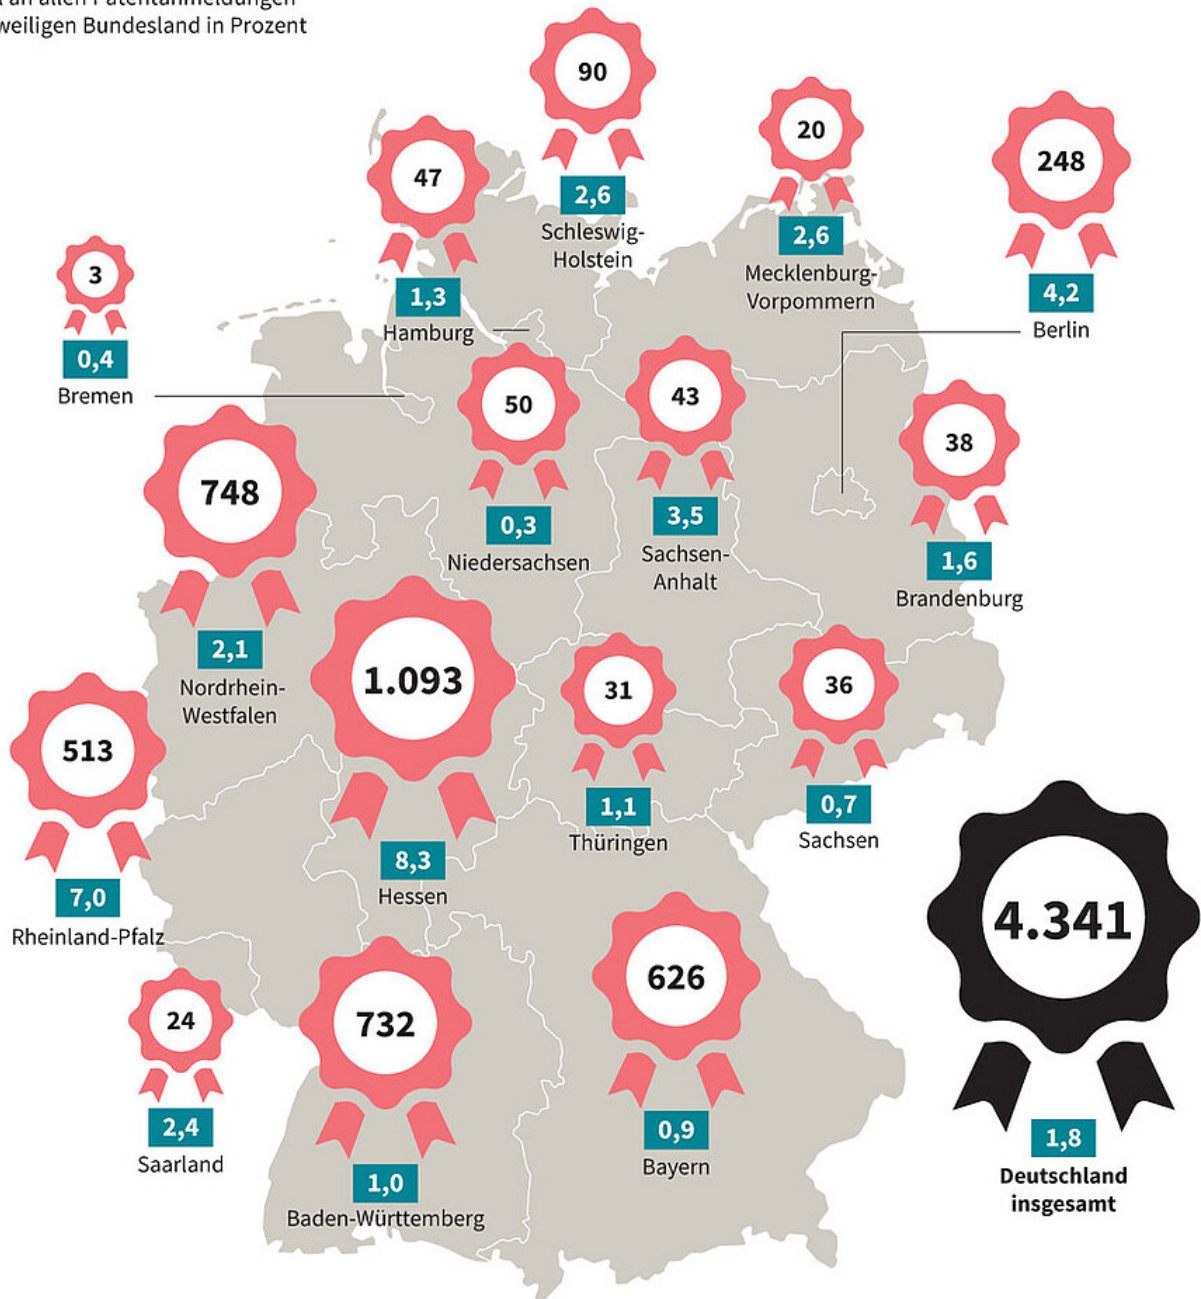 an allen Patentanmeldungen
weiligen Bundesland in Prozent
90
2,6
Schleswig-
Holstein
20
2,6
Mecklenburg-
Vorpommern
248
4,2
Berlin
47
1,3
Hamburg
3
0,4
Bremen
50
0,3
Niedersachsen
43
3,5
Sachsen-
Anhalt
38
1,6
Brandenburg
748
2,1
Nordrhein-
Westfalen
1.093
8,3
Hessen
31
1,1
Thüringen
36
0,7
Sachsen
513
7,0
Rheinland-Pfalz
24
2,4
Saarland
732
1,0
Baden-Württemberg
626
0,9
Bayern
4.341
1,8
Deutschland
insgesamt